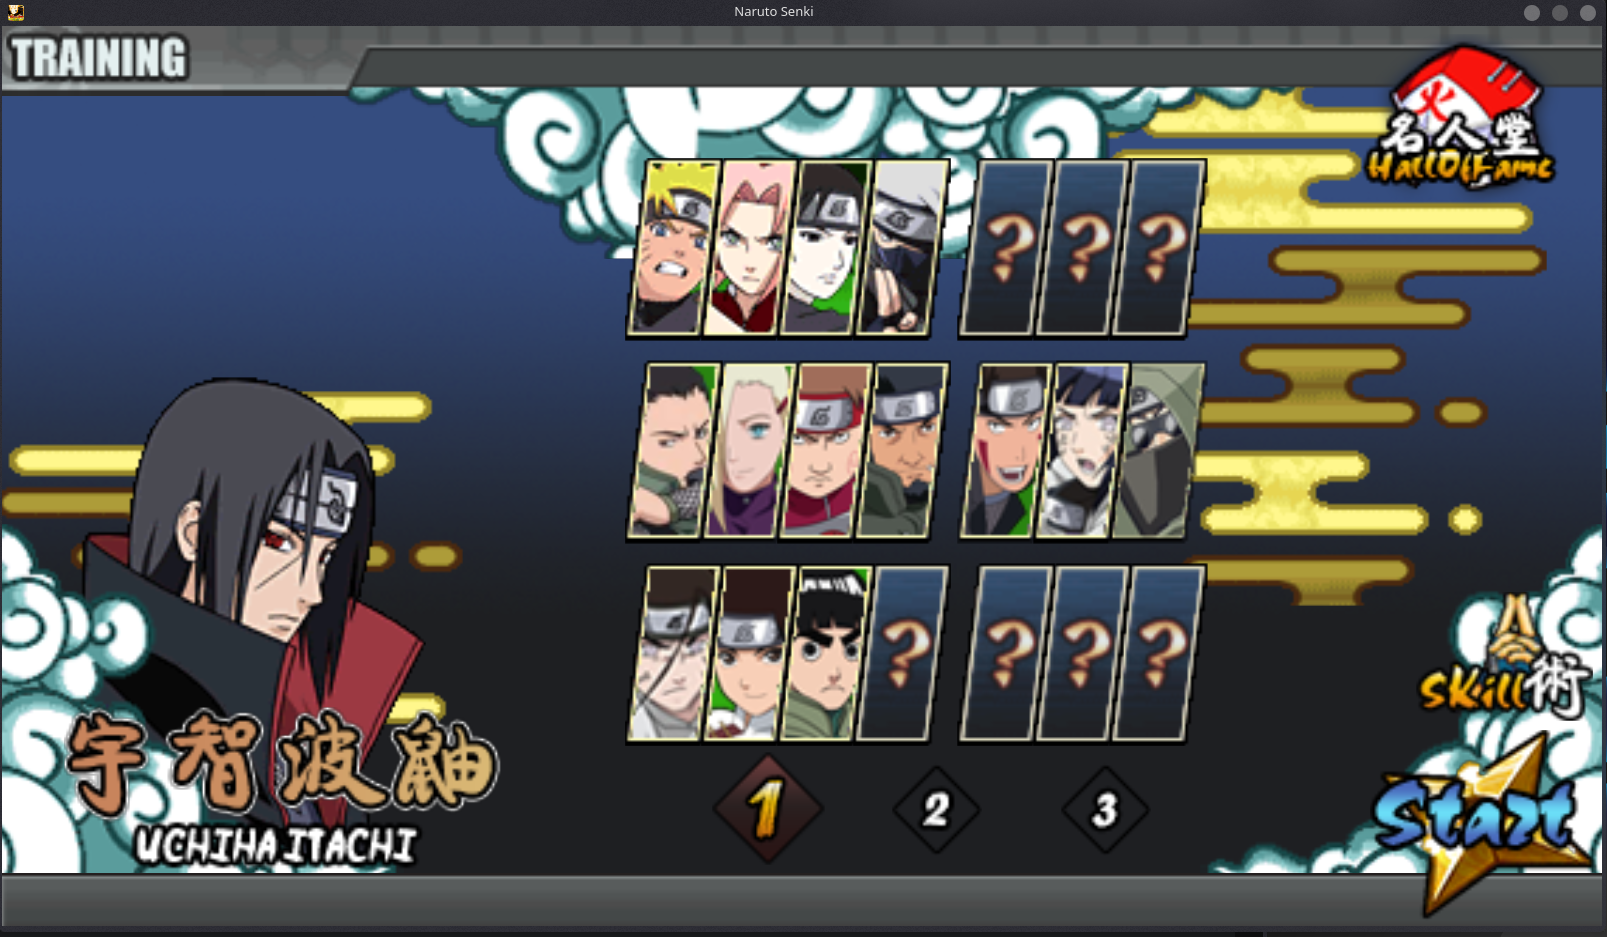 Naruto Senki
TRAINING
火
名人堂
HallOfFame
?
?
?
?
?
?
?
Skill術
宇智波鼬
1
2
3
Start
UCHIHA ITACHI